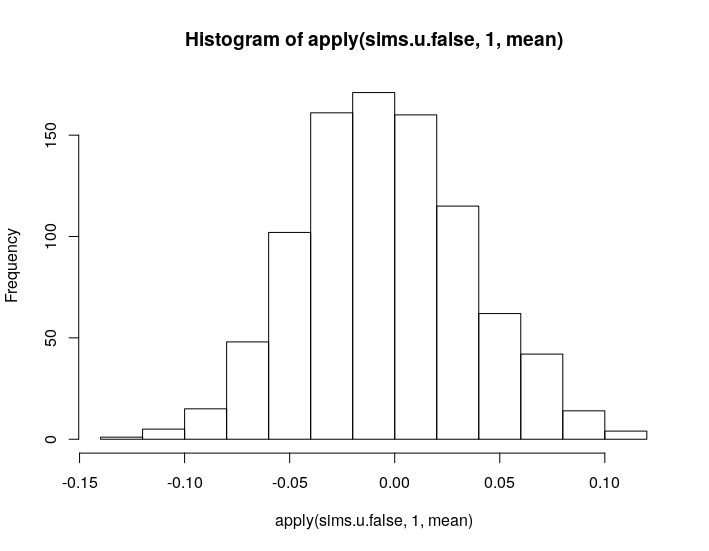 Histogram of apply(sims.u.false, 1, mean)
Frequency
150
100
50
0
-0.15 -0.10 -0.05 0.00 0.05 0.10
apply(sims.u.false, 1, mean)